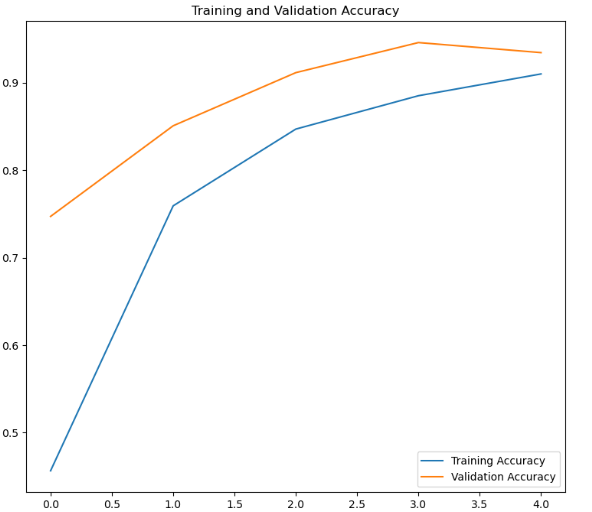 Training and Validation Accuracy
0.9
0.8
0.7
0.6
0.5
Training Accuracy
Validation Accuracy
0.0 0.5 1.0 1.5 2.0 2.5 3.0 3.5 4.0